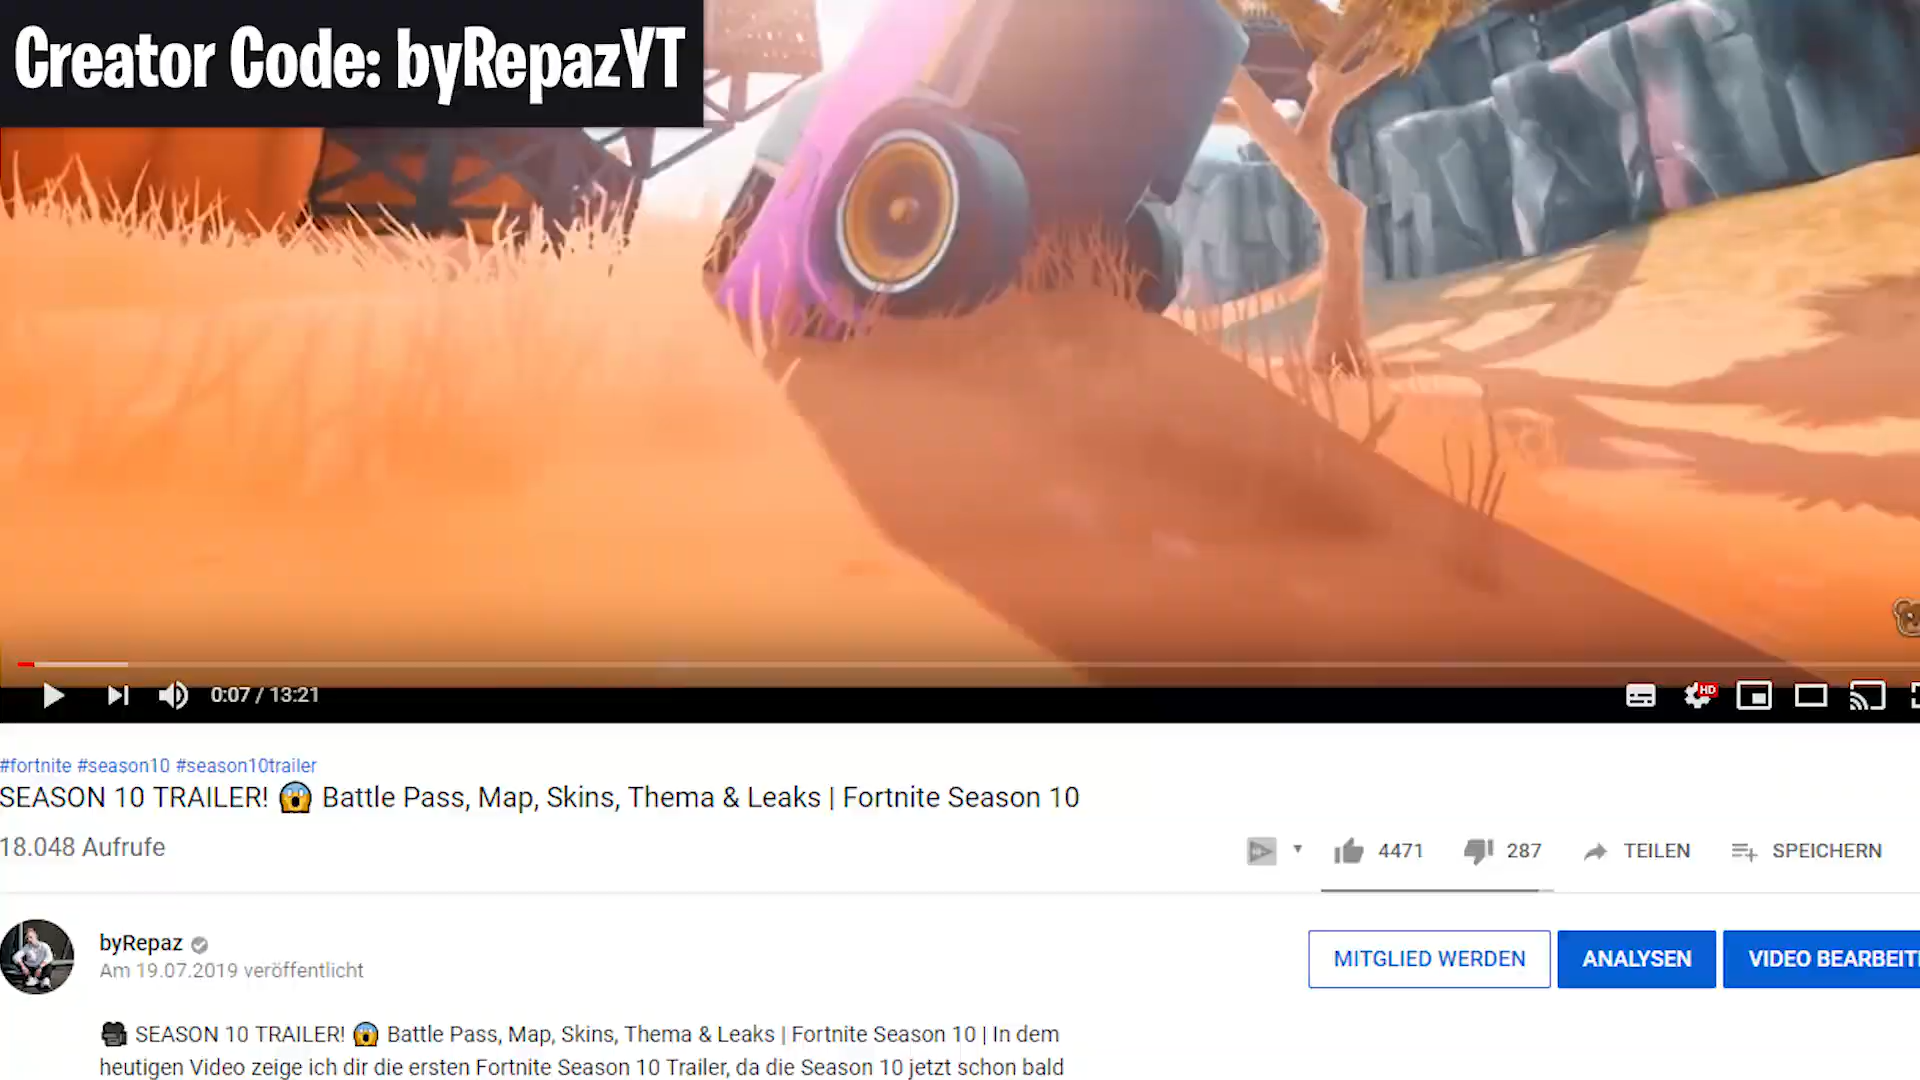 Creator Code: byRepazYT
0:07 / 13:21
HD
#fortnite #season10 #season10trailer
SEASON 10 TRAILER! 😱 Battle Pass, Map, Skins, Thema & Leaks | Fortnite Season 10
18.048 Aufrufe
4471
287
TEILEN
SPEICHERN
byRepaz
Am 19.07.2019 veröffentlicht
MITGLIED WERDEN
ANALYSEN
VIDEO BEARBEITE
🎥 SEASON 10 TRAILER! 😱 Battle Pass, Map, Skins, Thema & Leaks | Fortnite Season 10 | In dem
heutigen Video zeige ich dir die ersten Fortnite Season 10 Trailer, da die Season 10 jetzt schon bald